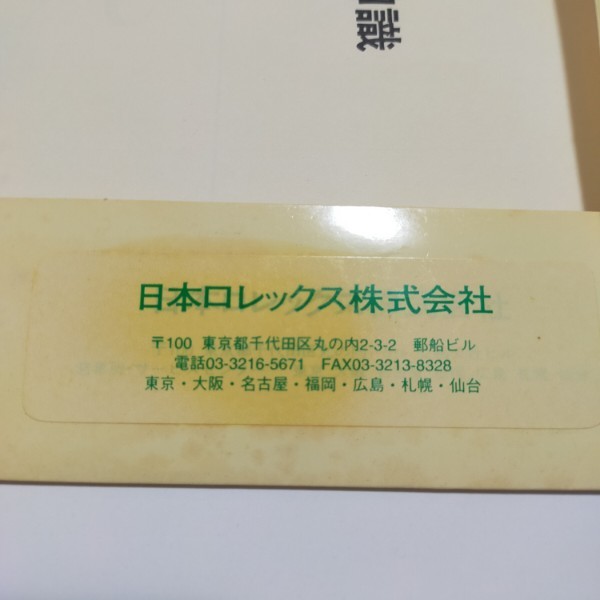 識
日本ロレックス株式会社
〒100 東京都千代田区丸の内2-3-2 郵船ビル
電話03-3216-5671 FAX03-3213-8328
東京・大阪・名古屋・福岡・広島・札幌・仙台